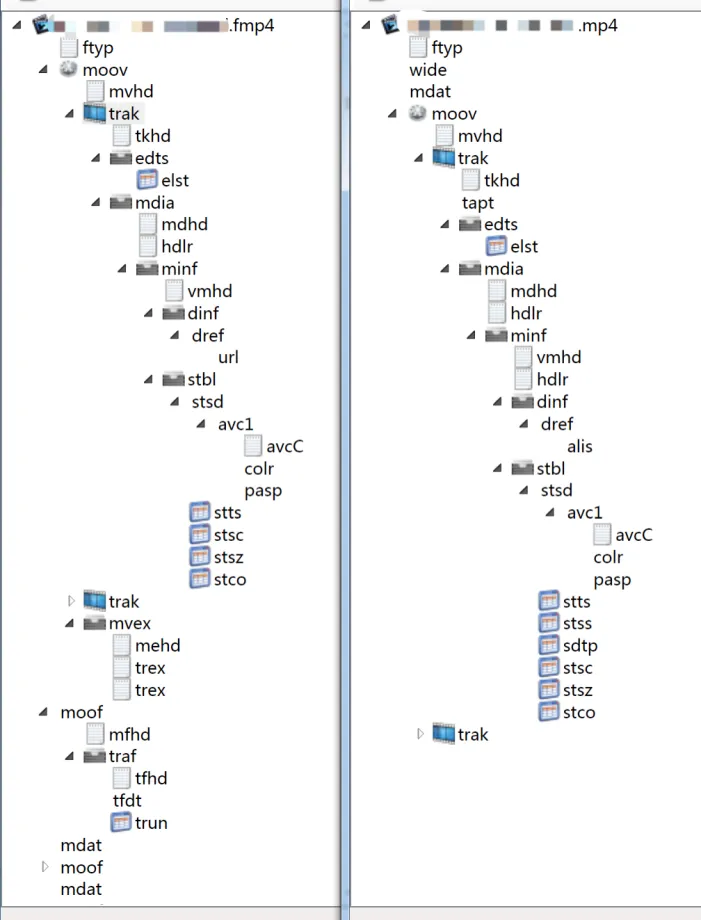 .fmp4
ftyp
moov
mvhd
trak
tkhd
edts
elst
mdia
mdhd
hdlr
minf
vmhd
dinf
dref
url
stbl
stsd
avc1
avcC
colr
pasp
stts
stsc
stsz
stco
trak
mvex
mehd
trex
trex
moof
mfhd
traf
tfhd
tfdt
trun
mdat
moof
mdat
.mp4
ftyp
wide
mdat
moov
mvhd
trak
tkhd
tapt
edts
elst
mdia
mdhd
hdlr
minf
vmhd
hdlr
dinf
dref
alis
stbl
stsd
avc1
avcC
colr
pasp
stts
stss
sdtp
stsc
stsz
stco
trak